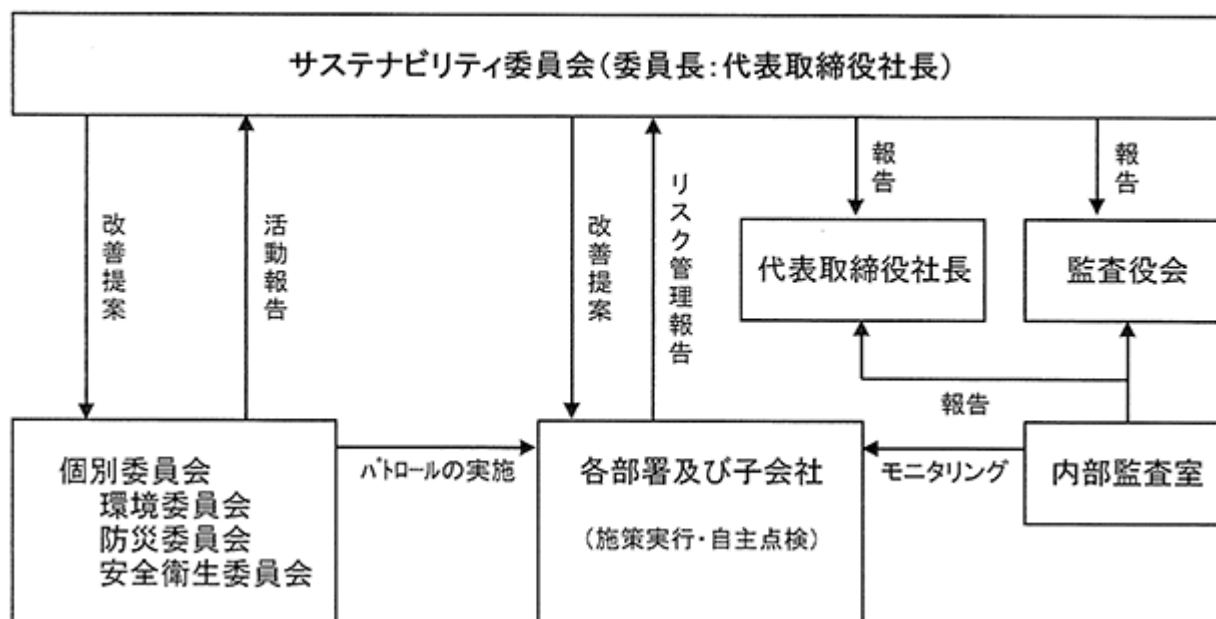 サステナビリティ委員会(委員長:代表取締役社長)
改善提案
活動報告
改善提案
リスク管理報告
報告
報告
代表取締役社長
監査役会
報告
個別委員会
環境委員会
防災委員会
安全衛生委員会
パトロールの実施
各部署及び子会社
(施策実行・自主点検)
モニタリング
内部監査室